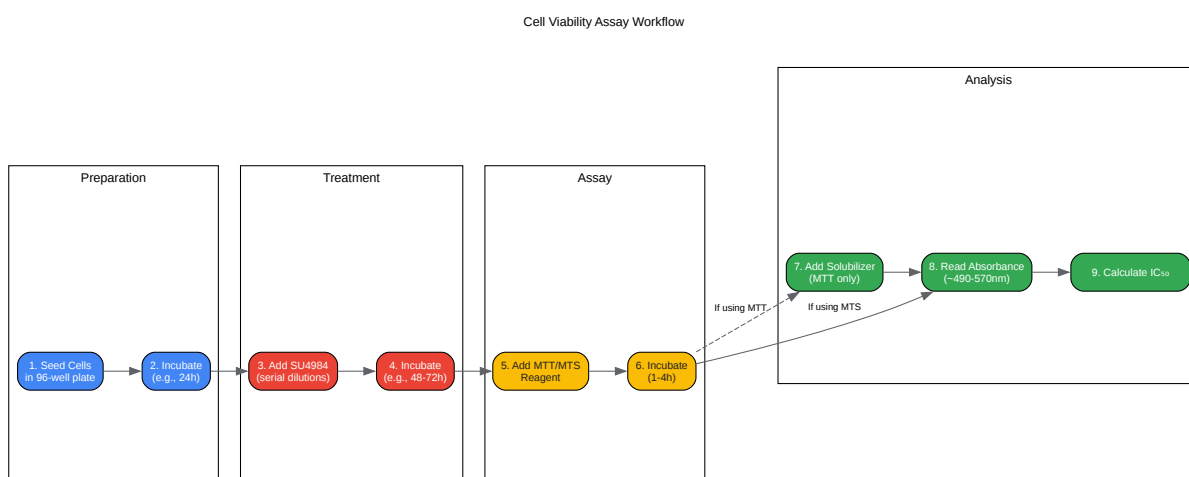 Cell Viability Assay Workflow
Preparation
1. Seed Cells
in 96-well plate
2. Incubate
(e.g., 24h)
Treatment
3. Add SU4984
(serial dilutions)
4. Incubate
(e.g., 48-72h)
Assay
5. Add MTT/MTS
Reagent
6. Incubate
(1-4h)
If using MTT
If using MTS
Analysis
7. Add Solubilizer
(MTT only)
8. Read Absorbance
(~490-570nm)
9. Calculate IC₅₀